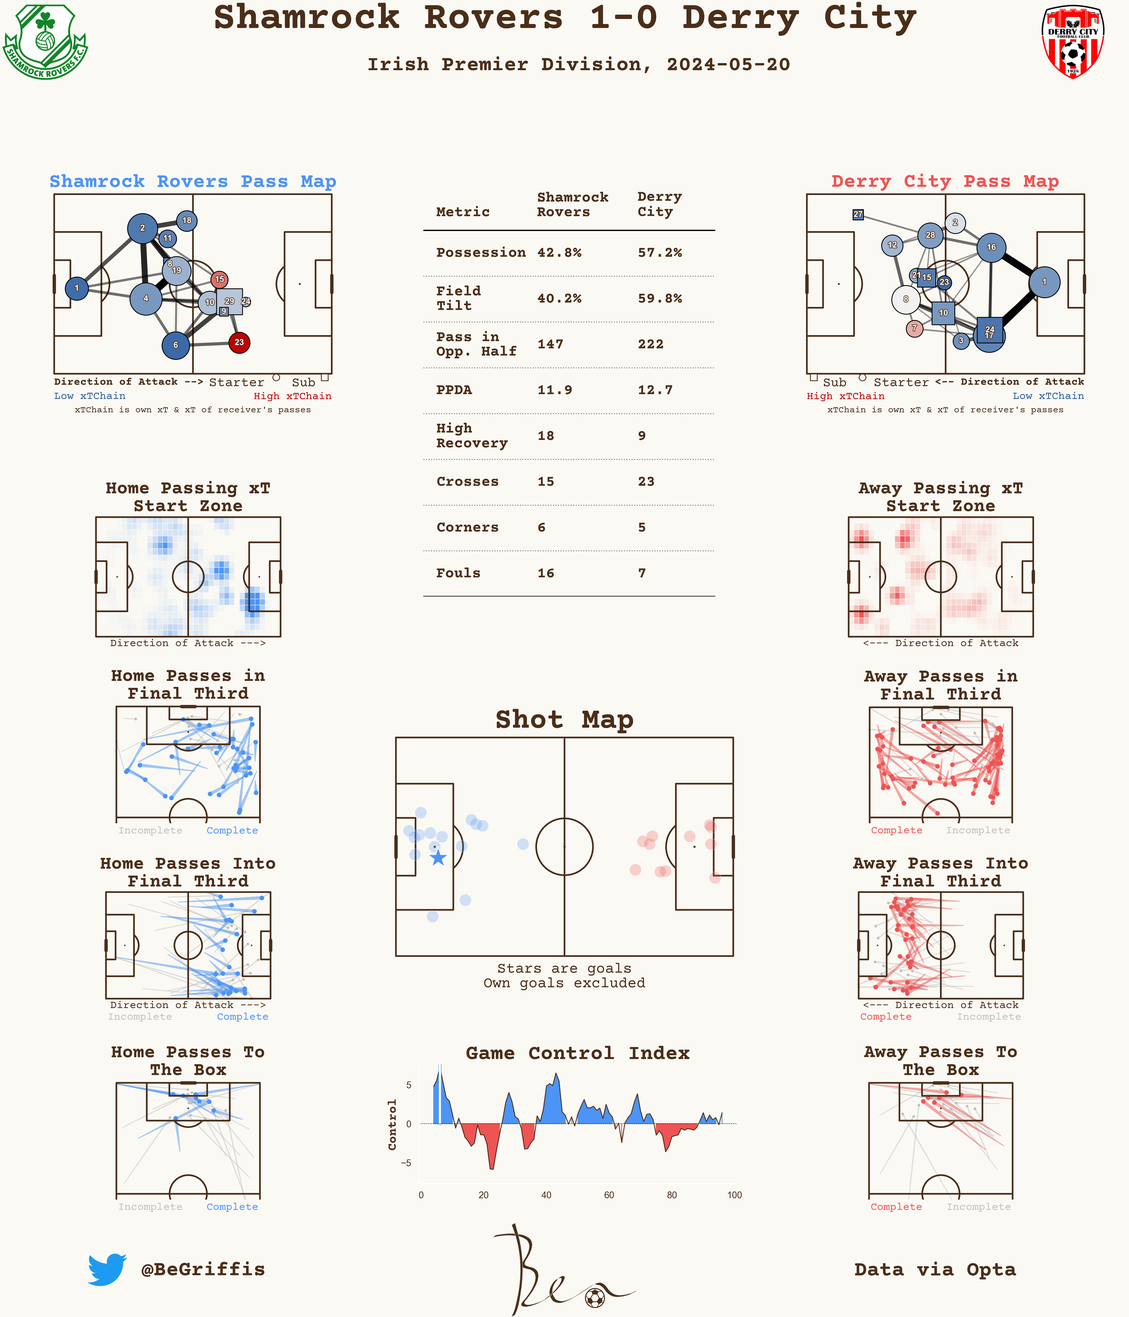 Shamrock Rovers 1-0 Derry City
Irish Premier Division, 2024-05-20
SHAMROCK ROVERS F.C.
DERRY CITY
FOOTBALL CLUB
1928
Shamrock Rovers Pass Map
2
18
11
8
19
1
4
15
10
29
24
9
6
23
Direction of Attack --> Starter Sub
Low xTChain High xTChain
xTChain is own xT & xT of receiver's passes
Metric Shamrock Rovers Derry City
Possession 42.8% 57.2%
Field Tilt 40.2% 59.8%
Pass in Opp. Half 147 222
PPDA 11.9 12.7
High Recovery 18 9
Crosses 15 23
Corners 6 5
Fouls 16 7
Derry City Pass Map
27
2
28
12
16
21
15
23
1
8
10
7
24
17
3
Sub Starter <-- Direction of Attack
High xTChain Low xTChain
xTChain is own xT & xT of receiver's passes
Home Passing xT
Start Zone
Direction of Attack --->
Away Passing xT
Start Zone
<--- Direction of Attack
Home Passes in
Final Third
Incomplete Complete
Shot Map
Stars are goals
Own goals excluded
Away Passes in
Final Third
Complete Incomplete
Home Passes Into
Final Third
Direction of Attack --->
Incomplete Complete
Away Passes Into
Final Third
<--- Direction of Attack
Complete Incomplete
Home Passes To
The Box
Incomplete Complete
Game Control Index
Control
5
0
−5
0 20 40 60 80 100
Away Passes To
The Box
Complete Incomplete
@BeGriffis
Bea
Data via Opta